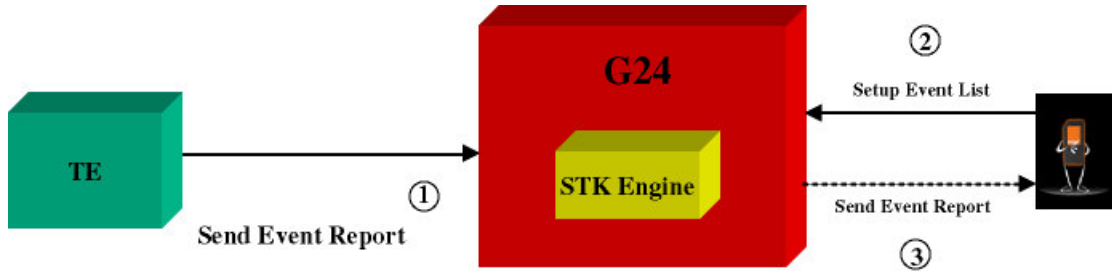 G24
②
Setup Event List
TE
STK Engine
①
Send Event Report
Send Event Report
③